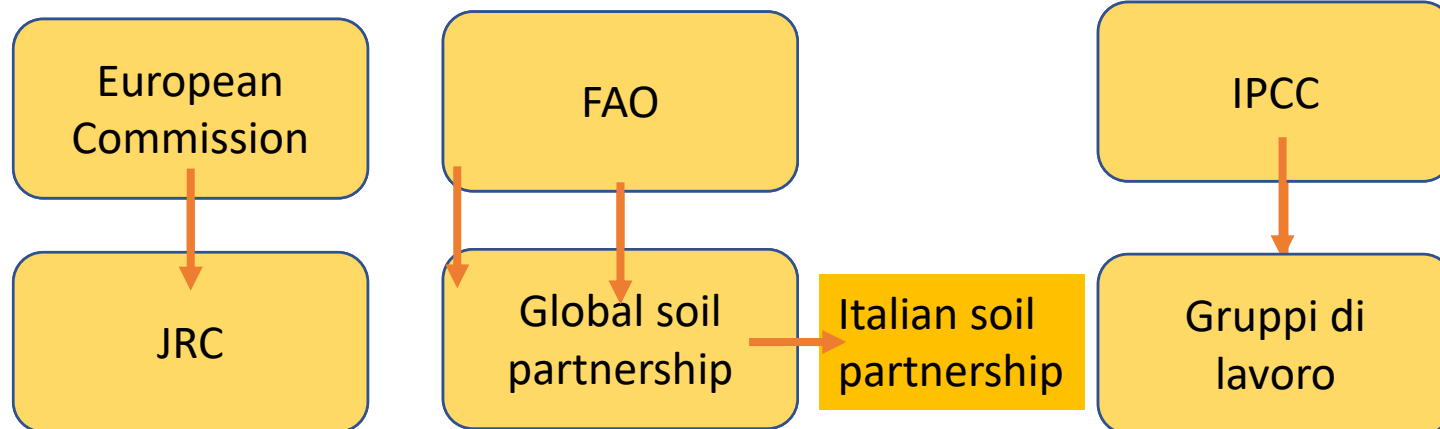 European
Commission
FAO
IPCC
JRC
Global soil
partnership
Italian soil
partnership
Gruppi di
lavoro